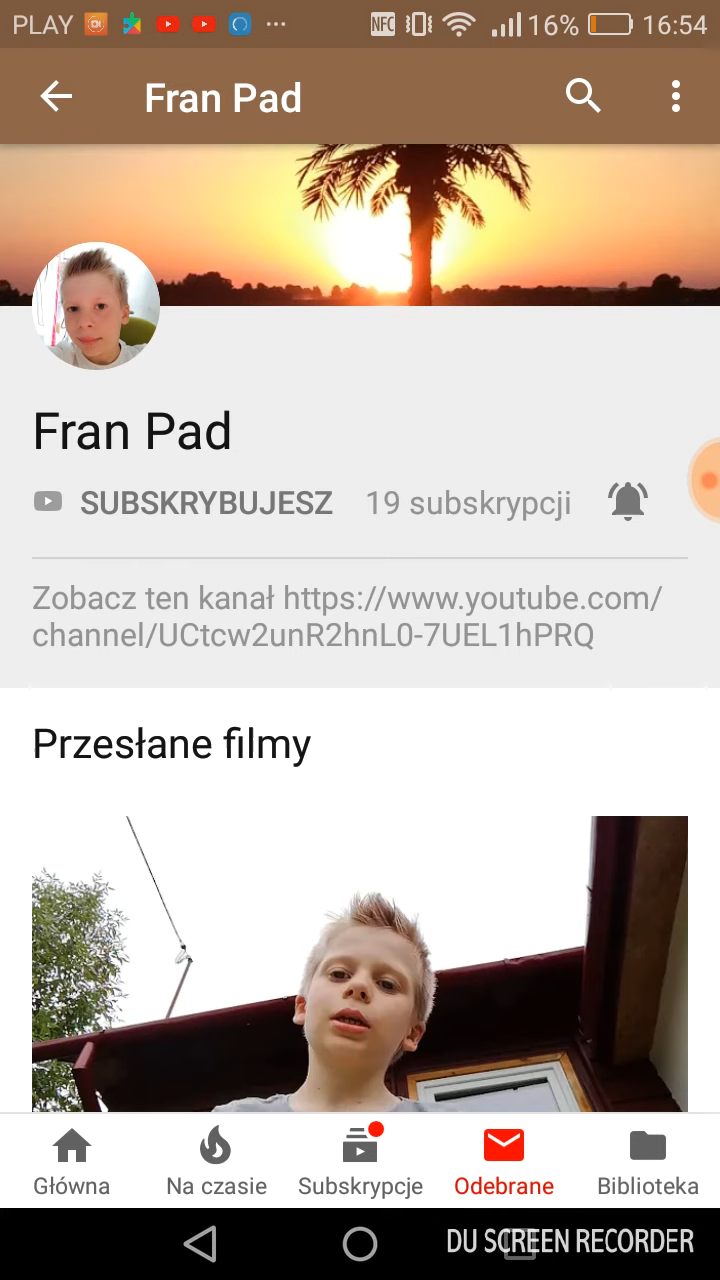 PLAY ... NFC 16% 16:54
Fran Pad
Fran Pad
SUBSKRYBUJESZ 19 subskrypcji
Zobacz ten kanał https://www.youtube.com/
channel/UCtcw2unR2hnL0-7UEL1hPRQ
Przesłane filmy
Główna Na czasie Subskrypcje Odebrane Biblioteka
DU SCREEN RECORDER